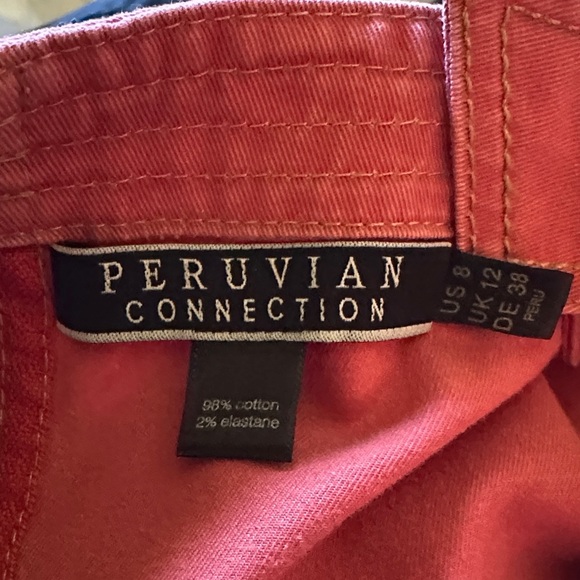 PERUVIAN
CONNECTION
US 8
UK 12
DE 38
PERU
98% cotton
2% elastane